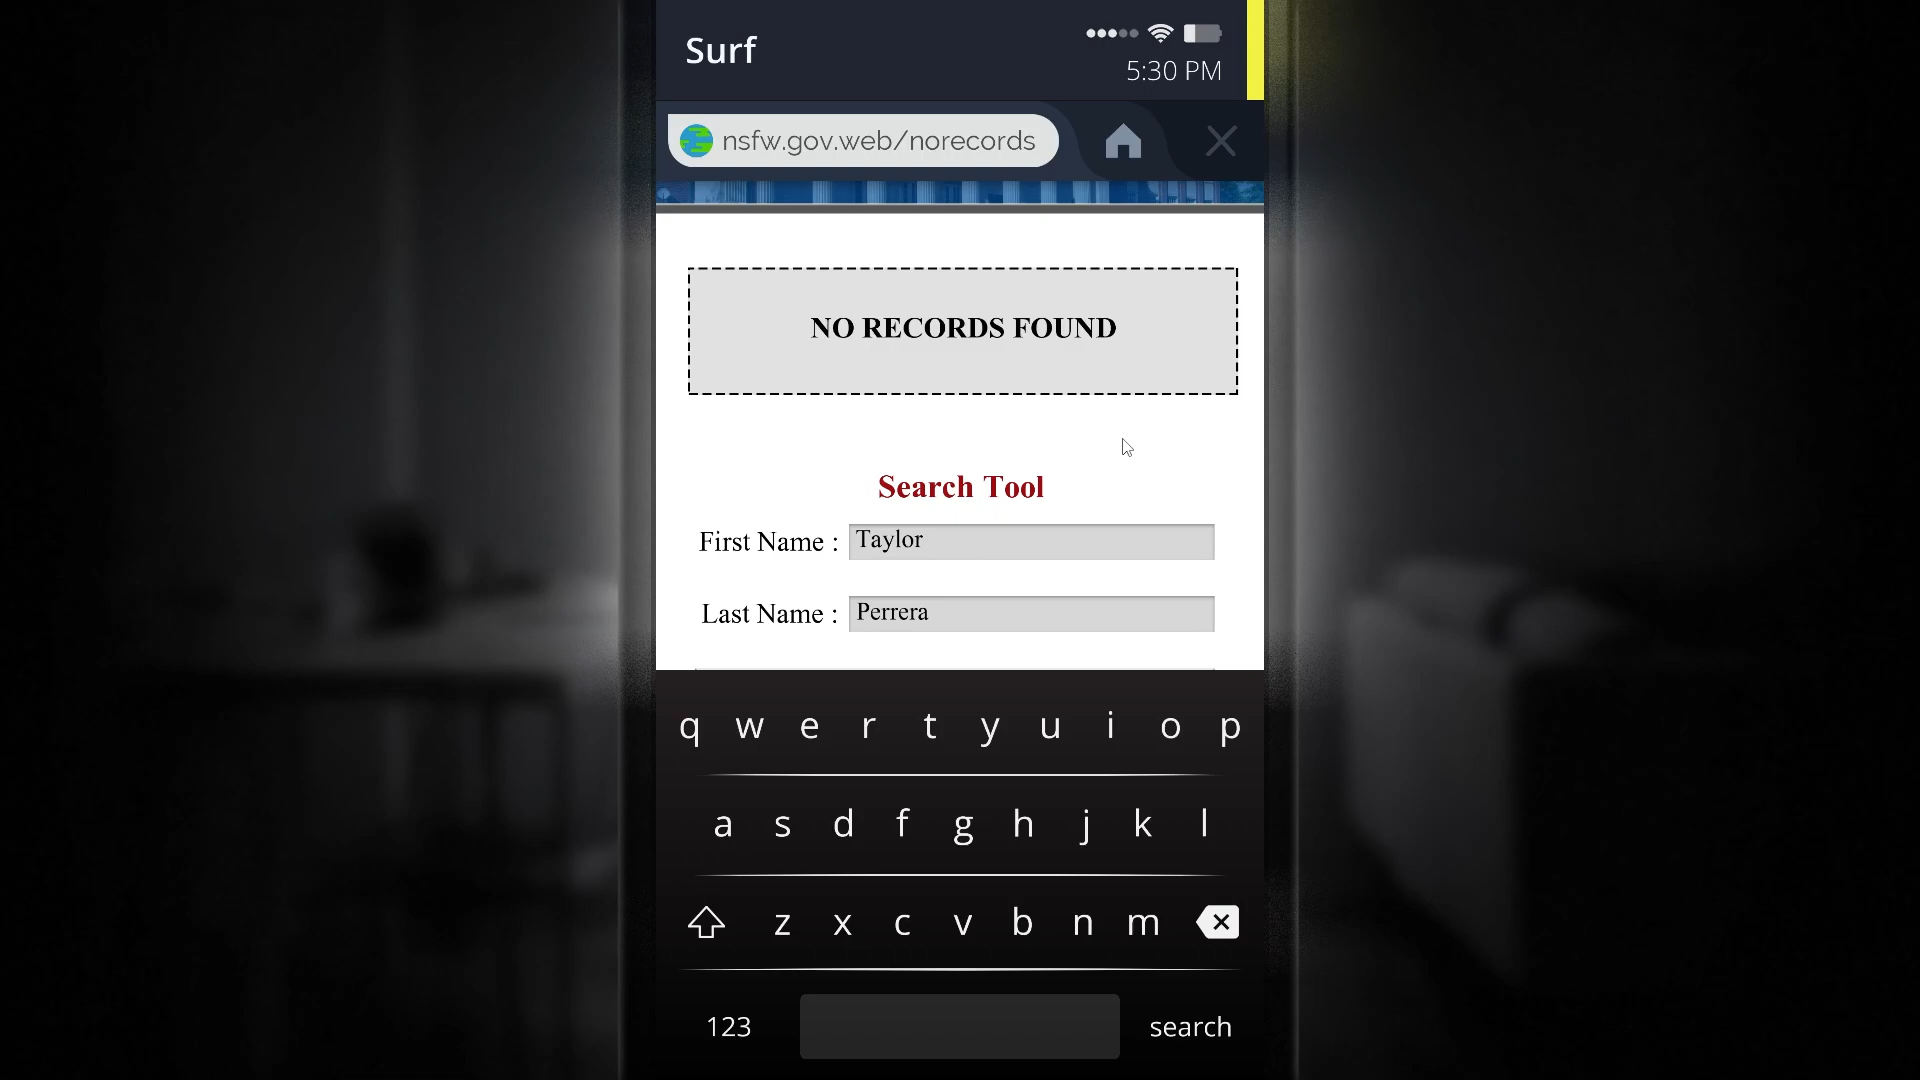 Surf
5:30 PM
nsfw.gov.web/norecords
NO RECORDS FOUND
Search Tool
First Name : Taylor
Last Name : Perrera
q w e r t y u i o p
a s d f g h j k l
z x c v b n m
123 search